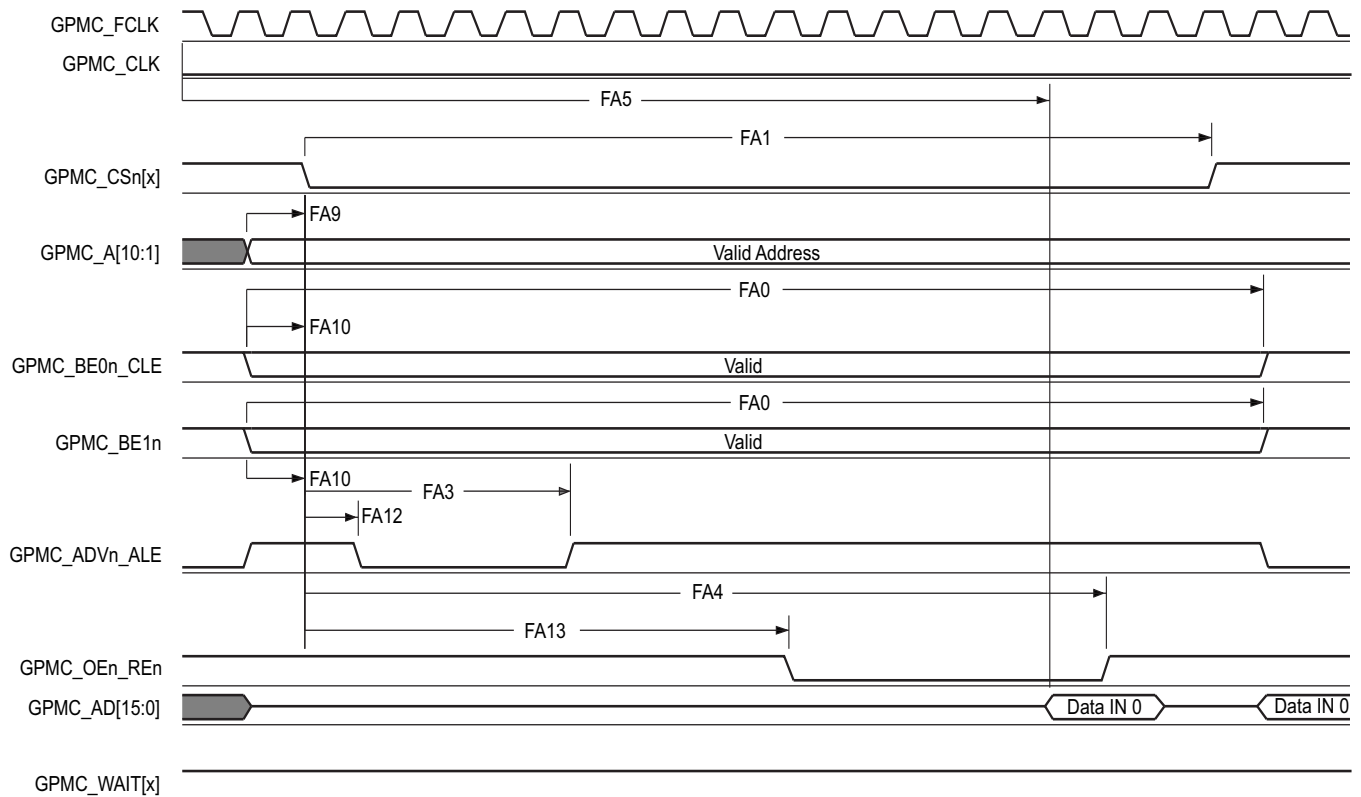 GPMC_FCLK
GPMC_CLK
FA5
FA1
GPMC_CSn[x]
FA9
GPMC_A[10:1]
Valid Address
FA0
FA10
GPMC_BE0n_CLE
Valid
FA0
GPMC_BE1n
Valid
FA10
FA3
FA12
GPMC_ADVn_ALE
FA4
FA13
GPMC_OEn_REn
GPMC_AD[15:0]
Data IN 0
Data IN 0
GPMC_WAIT[x]